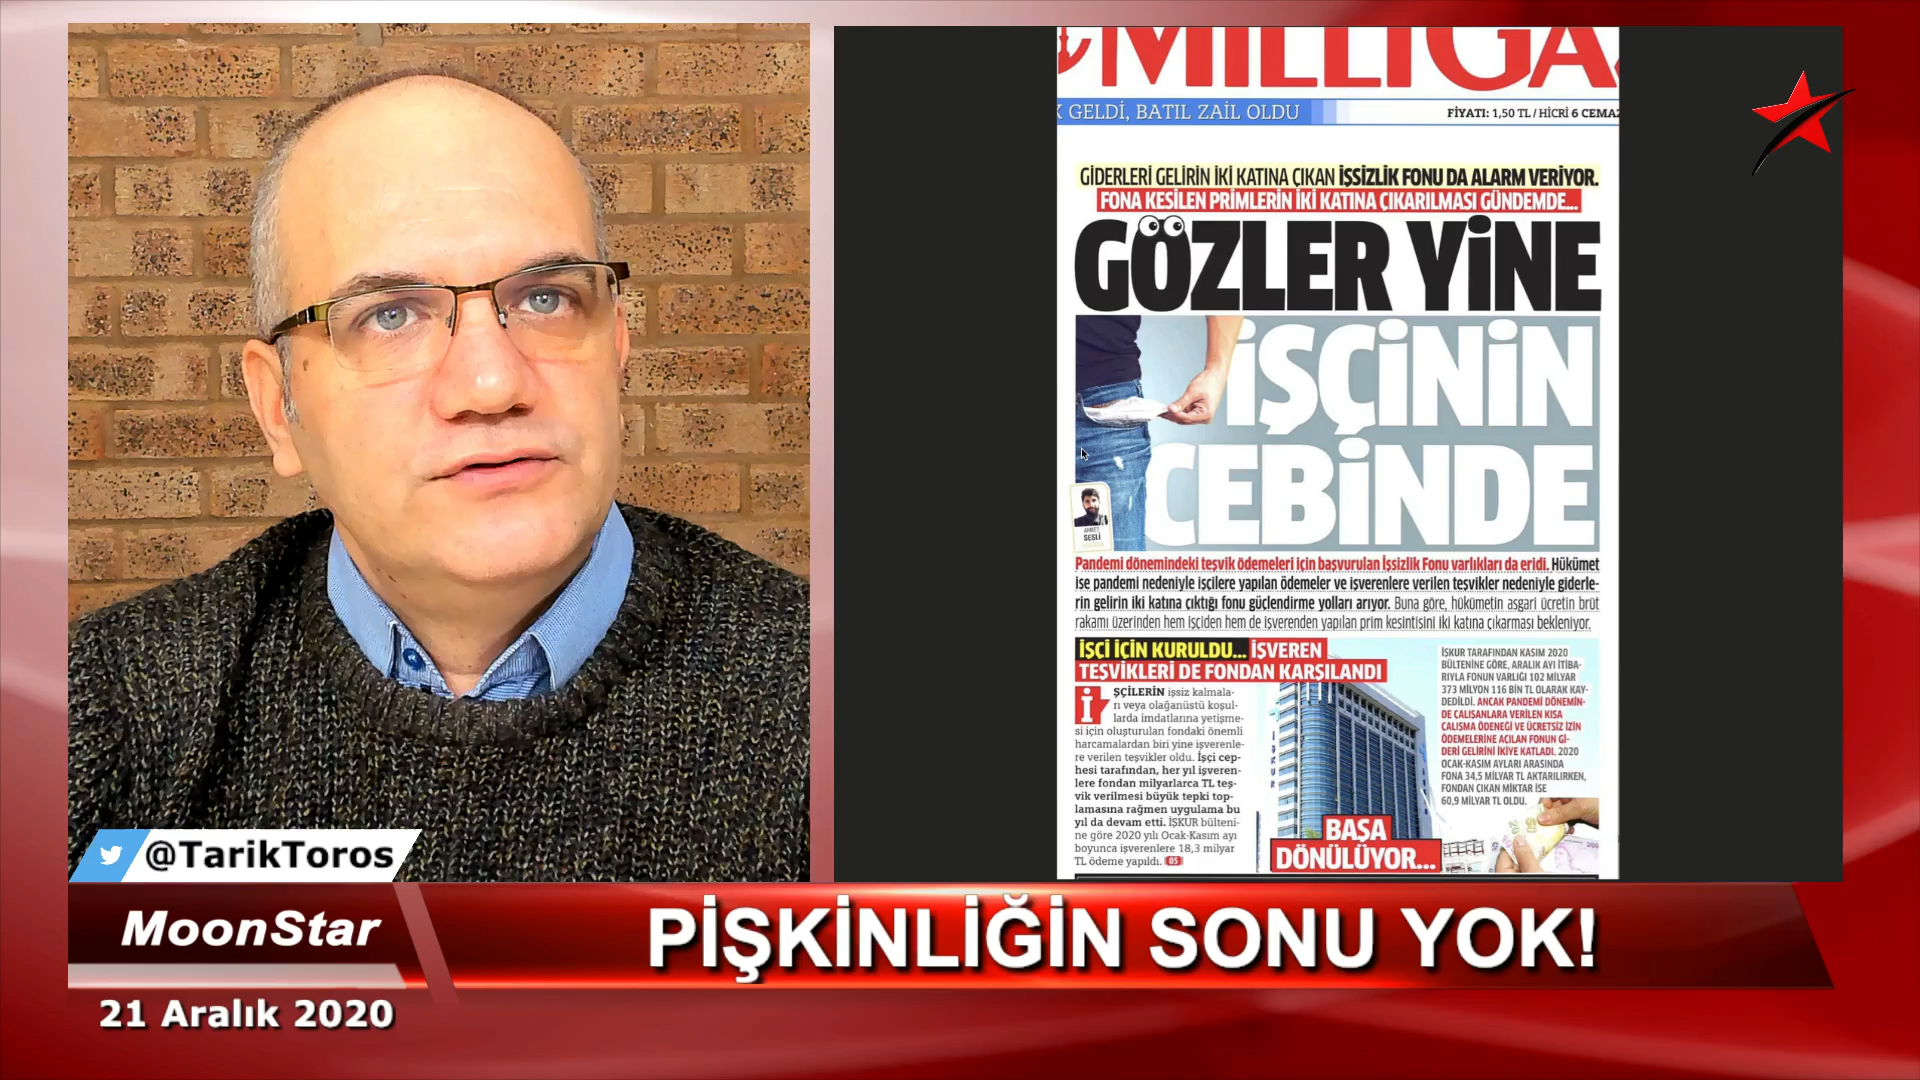 MİLLİ GA
K GELDİ, BATIL ZAİL OLDU
FİYATI: 1,50 TL / HİCRİ 6 CEMAZ
GİDERLERİ GELİRİN İKİ KATINA ÇIKAN İŞSİZLİK FONU DA ALARM VERİYOR.
FONA KESİLEN PRİMLERİN İKİ KATINA ÇIKARILMASI GÜNDEMDE...
GÖZLER YİNE
İŞÇİNİN
CEBİNDE
AHMET
SESLİ
Pandemi dönemindeki teşvik ödemeleri için başvurulan İşsizlik Fonu varlıkları da eridi. Hükümet
ise pandemi nedeniyle işçilere yapılan ödemeler ve işverenlere verilen teşvikler nedeniyle giderle-
rin gelirin iki katına çıktığı fonu güçlendirme yolları arıyor. Buna göre, hükümetin asgari ücretin brüt
rakamı üzerinden hem işçiden hem de işverenden yapılan prim kesintisini iki katına çıkarması bekleniyor.
İŞÇİ İÇİN KURULDU... İŞVEREN
TEŞVİKLERİ DE FONDAN KARŞILANDI
İŞÇİLERİN işsiz kalmala-
rı veya olağanüstü koşul-
larda imdatlarına yetişme-
si için oluşturulan fondaki önemli
harcamalardan biri yine işverenle-
re verilen teşvikler oldu. İşçi cep-
hesi tarafından, her yıl işveren-
lere fondan milyarlarca TL teş-
vik verilmesi büyük tepki top-
lamasına rağmen uygulama bu
yıl da devam etti. İŞKUR bülteni-
ne göre 2020 yılı Ocak-Kasım ayı
boyunca işverenlere 18,3 milyar
TL ödeme yapıldı. 05
İŞKUR
İŞKUR TARAFINDAN KASIM 2020
BÜLTENİNE GÖRE, ARALIK AYI İTİBA-
RIYLA FONUN VARLIĞI 102 MİLYAR
373 MİLYON 116 BİN TL OLARAK KAY-
DEDİLDİ. ANCAK PANDEMİ DÖNEMİN-
DE ÇALIŞANLARA VERİLEN KISA
ÇALIŞMA ÖDENEĞİ VE ÜCRETSİZ İZİN
ÖDEMELERİNE AÇILAN FONUN Gİ-
DERİ GELİRİNİ İKİYE KATLADI. 2020
OCAK-KASIM AYLARI ARASINDA
FONA 34,5 MİLYAR TL AKTARILIRKEN,
FONDAN ÇIKAN MİKTAR İSE
60,9 MİLYAR TL OLDU.
BAŞA
DÖNÜLÜYOR...
@TarikToros
MoonStar
PİŞKİNLİĞİN SONU YOK!
21 Aralık 2020